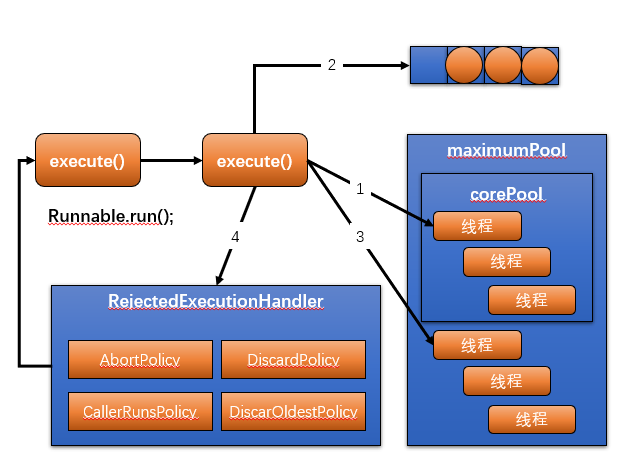 2
execute()
execute()
Runnable.run();
1
3
4
maximumPool
corePool
线程
线程
线程
线程
线程
线程
RejectedExecutionHandler
AbortPolicy
DiscardPolicy
CallerRunsPolicy
DiscarOldestPolicy